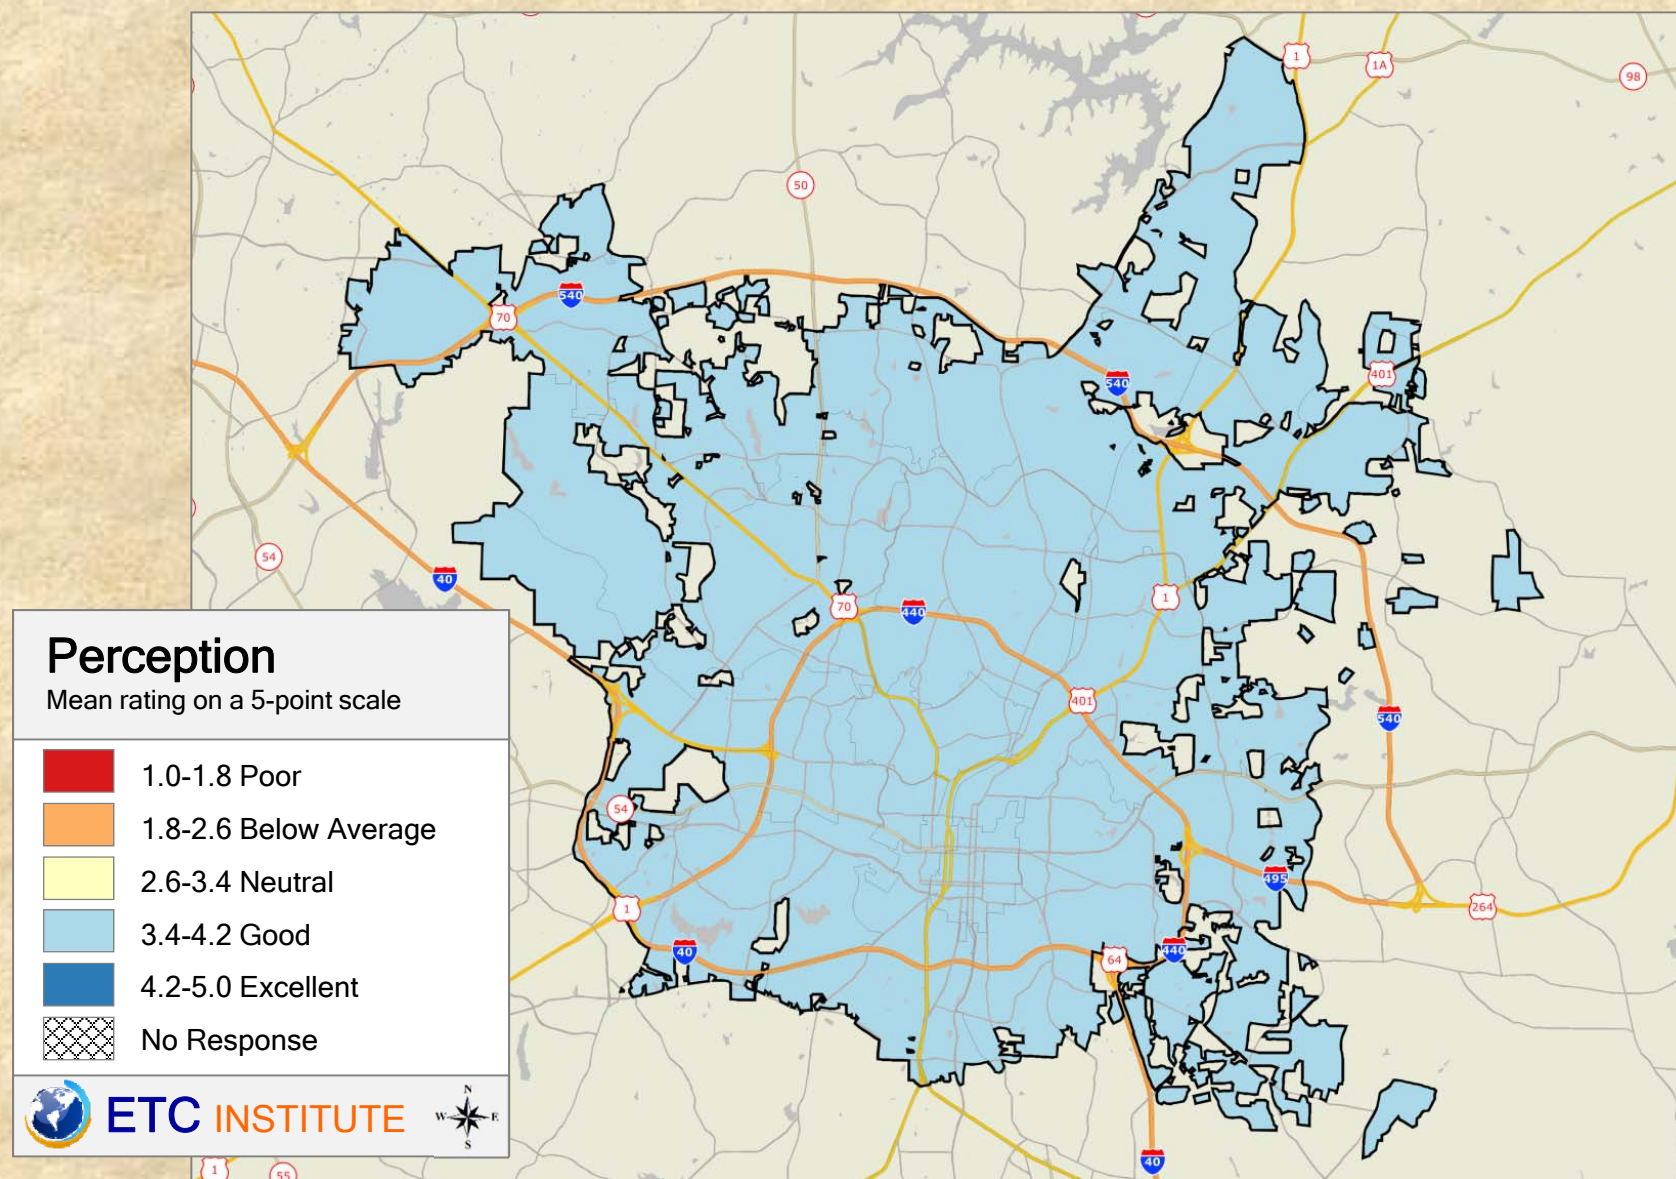 1
1A
98
50
540
70
401
540
54
40
70
440
1
401
540
54
495
264
1
40
64
440
40
1
55
Perception
Mean rating on a 5-point scale
1.0-1.8 Poor
1.8-2.6 Below Average
2.6-3.4 Neutral
3.4-4.2 Good
4.2-5.0 Excellent
No Response
ETC INSTITUTE
N
W E
S